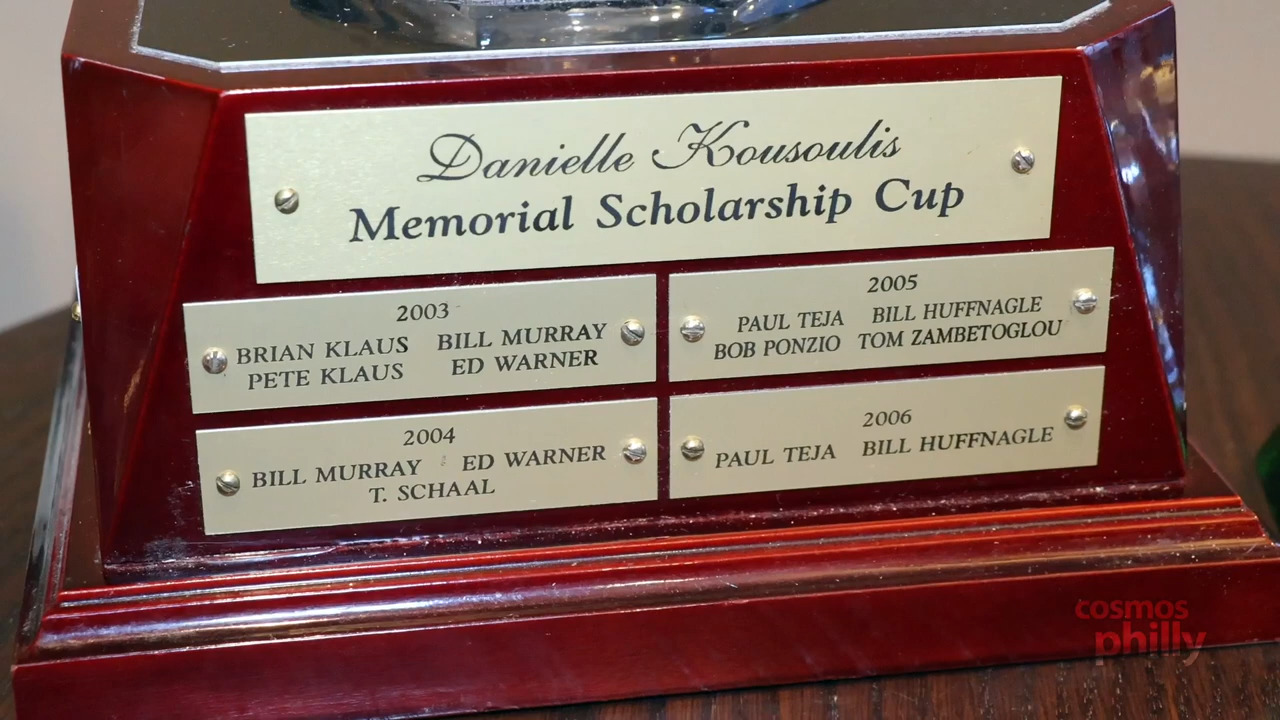 Danielle Kousoulis
Memorial Scholarship Cup
2003
BRIAN KLAUS BILL MURRAY
PETE KLAUS ED WARNER
2004
BILL MURRAY ED WARNER
T. SCHAAL
2005
PAUL TEJA BILL HUFFNAGLE
BOB PONZIO TOM ZAMBETOGLOU
2006
PAUL TEJA BILL HUFFNAGLE
cosmos
philly